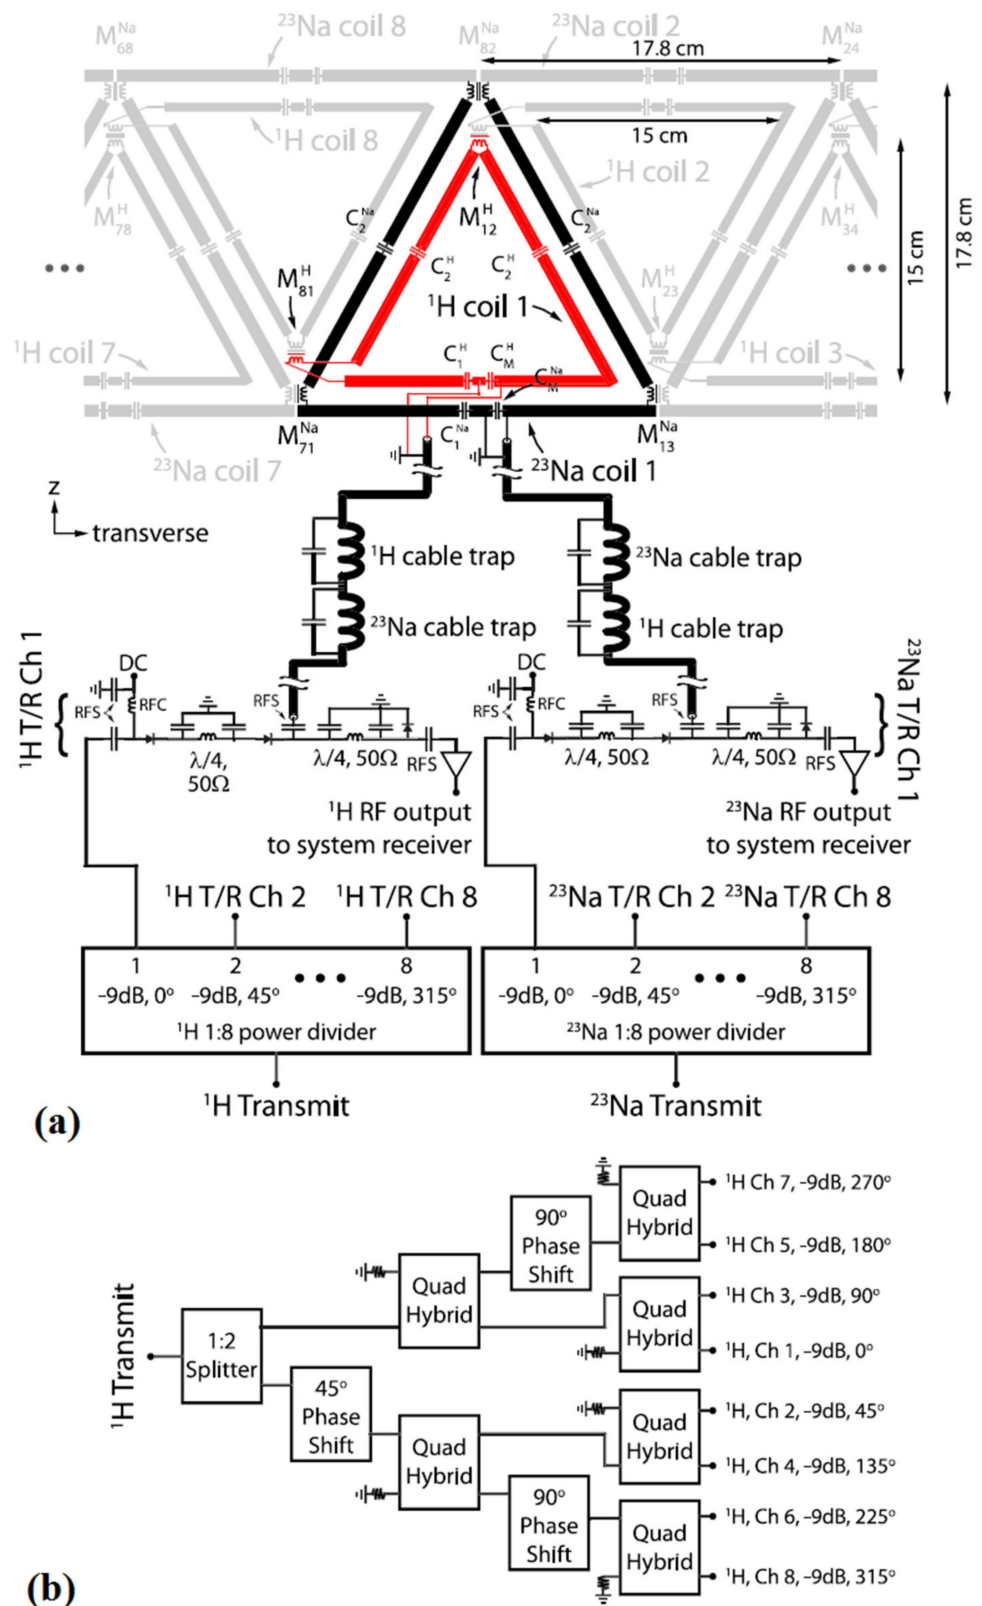 ²³Na coil 8
²³Na coil 2
M₆₈ᴺᵃ
M₈₂ᴺᵃ
M₂₄ᴺᵃ
17.8 cm
¹H coil 8
15 cm
¹H coil 2
M₇₈ᴴ
C₂ᴺᵃ
M₁₂ᴴ
C₂ᴺᵃ
M₃₄ᴴ
15 cm
17.8 cm
M₈₁ᴴ
C₂ᴴ
C₂ᴴ
M₂₃ᴴ
¹H coil 1
¹H coil 7
C₁ᴴ
C_Mᴴ
¹H coil 3
C_Mᴺᵃ
M₇₁ᴺᵃ
C₁ᴺᵃ
M₁₃ᴺᵃ
²³Na coil 7
²³Na coil 1
z
transverse
¹H cable trap
²³Na cable trap
²³Na cable trap
¹H cable trap
¹H T/R Ch 1
DC
RFS
RFC
RFS
λ/4,
50Ω
λ/4, 50Ω
RFS
DC
RFS
RFC
RFS
λ/4, 50Ω
λ/4, 50Ω
RFS
²³Na T/R Ch 1
¹H RF output
to system receiver
²³Na RF output
to system receiver
¹H T/R Ch 2
¹H T/R Ch 8
²³Na T/R Ch 2
²³Na T/R Ch 8
1 2 8
-9dB, 0° -9dB, 45° -9dB, 315°
¹H 1:8 power divider
1 2 8
-9dB, 0° -9dB, 45° -9dB, 315°
²³Na 1:8 power divider
¹H Transmit
²³Na Transmit
(a)
¹H Transmit
1:2
Splitter
45°
Phase
Shift
Quad
Hybrid
Quad
Hybrid
90°
Phase
Shift
90°
Phase
Shift
Quad
Hybrid
¹H Ch 7, -9dB, 270°
¹H Ch 5, -9dB, 180°
Quad
Hybrid
¹H Ch 3, -9dB, 90°
¹H, Ch 1, -9dB, 0°
Quad
Hybrid
¹H, Ch 2, -9dB, 45°
¹H, Ch 4, -9dB, 135°
Quad
Hybrid
¹H, Ch 6, -9dB, 225°
¹H, Ch 8, -9dB, 315°
(b)